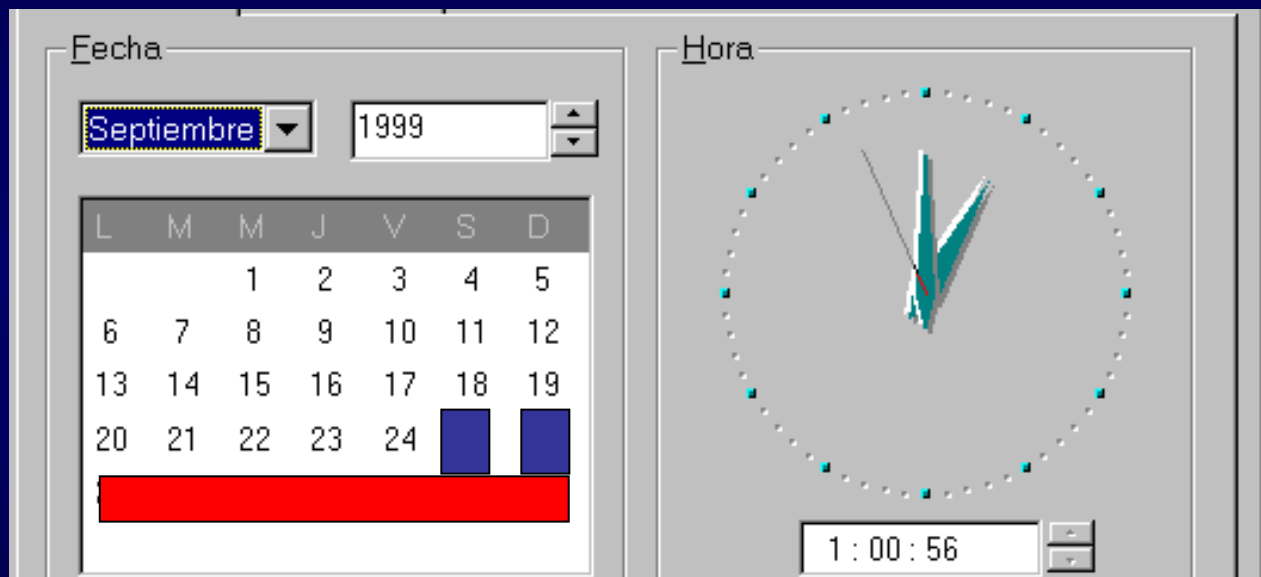 Fecha
Septiembre 1999
L M M J V S D
1 2 3 4 5
6 7 8 9 10 11 12
13 14 15 16 17 18 19
20 21 22 23 24
Hora
1 : 00 : 56